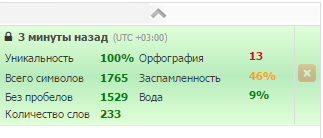 3 минуты назад (UTC +03:00)
Уникальность 100% Орфография 13
Всего символов 1765 Заспамленность 46%
Без пробелов 1529 Вода 9%
Количество слов 233